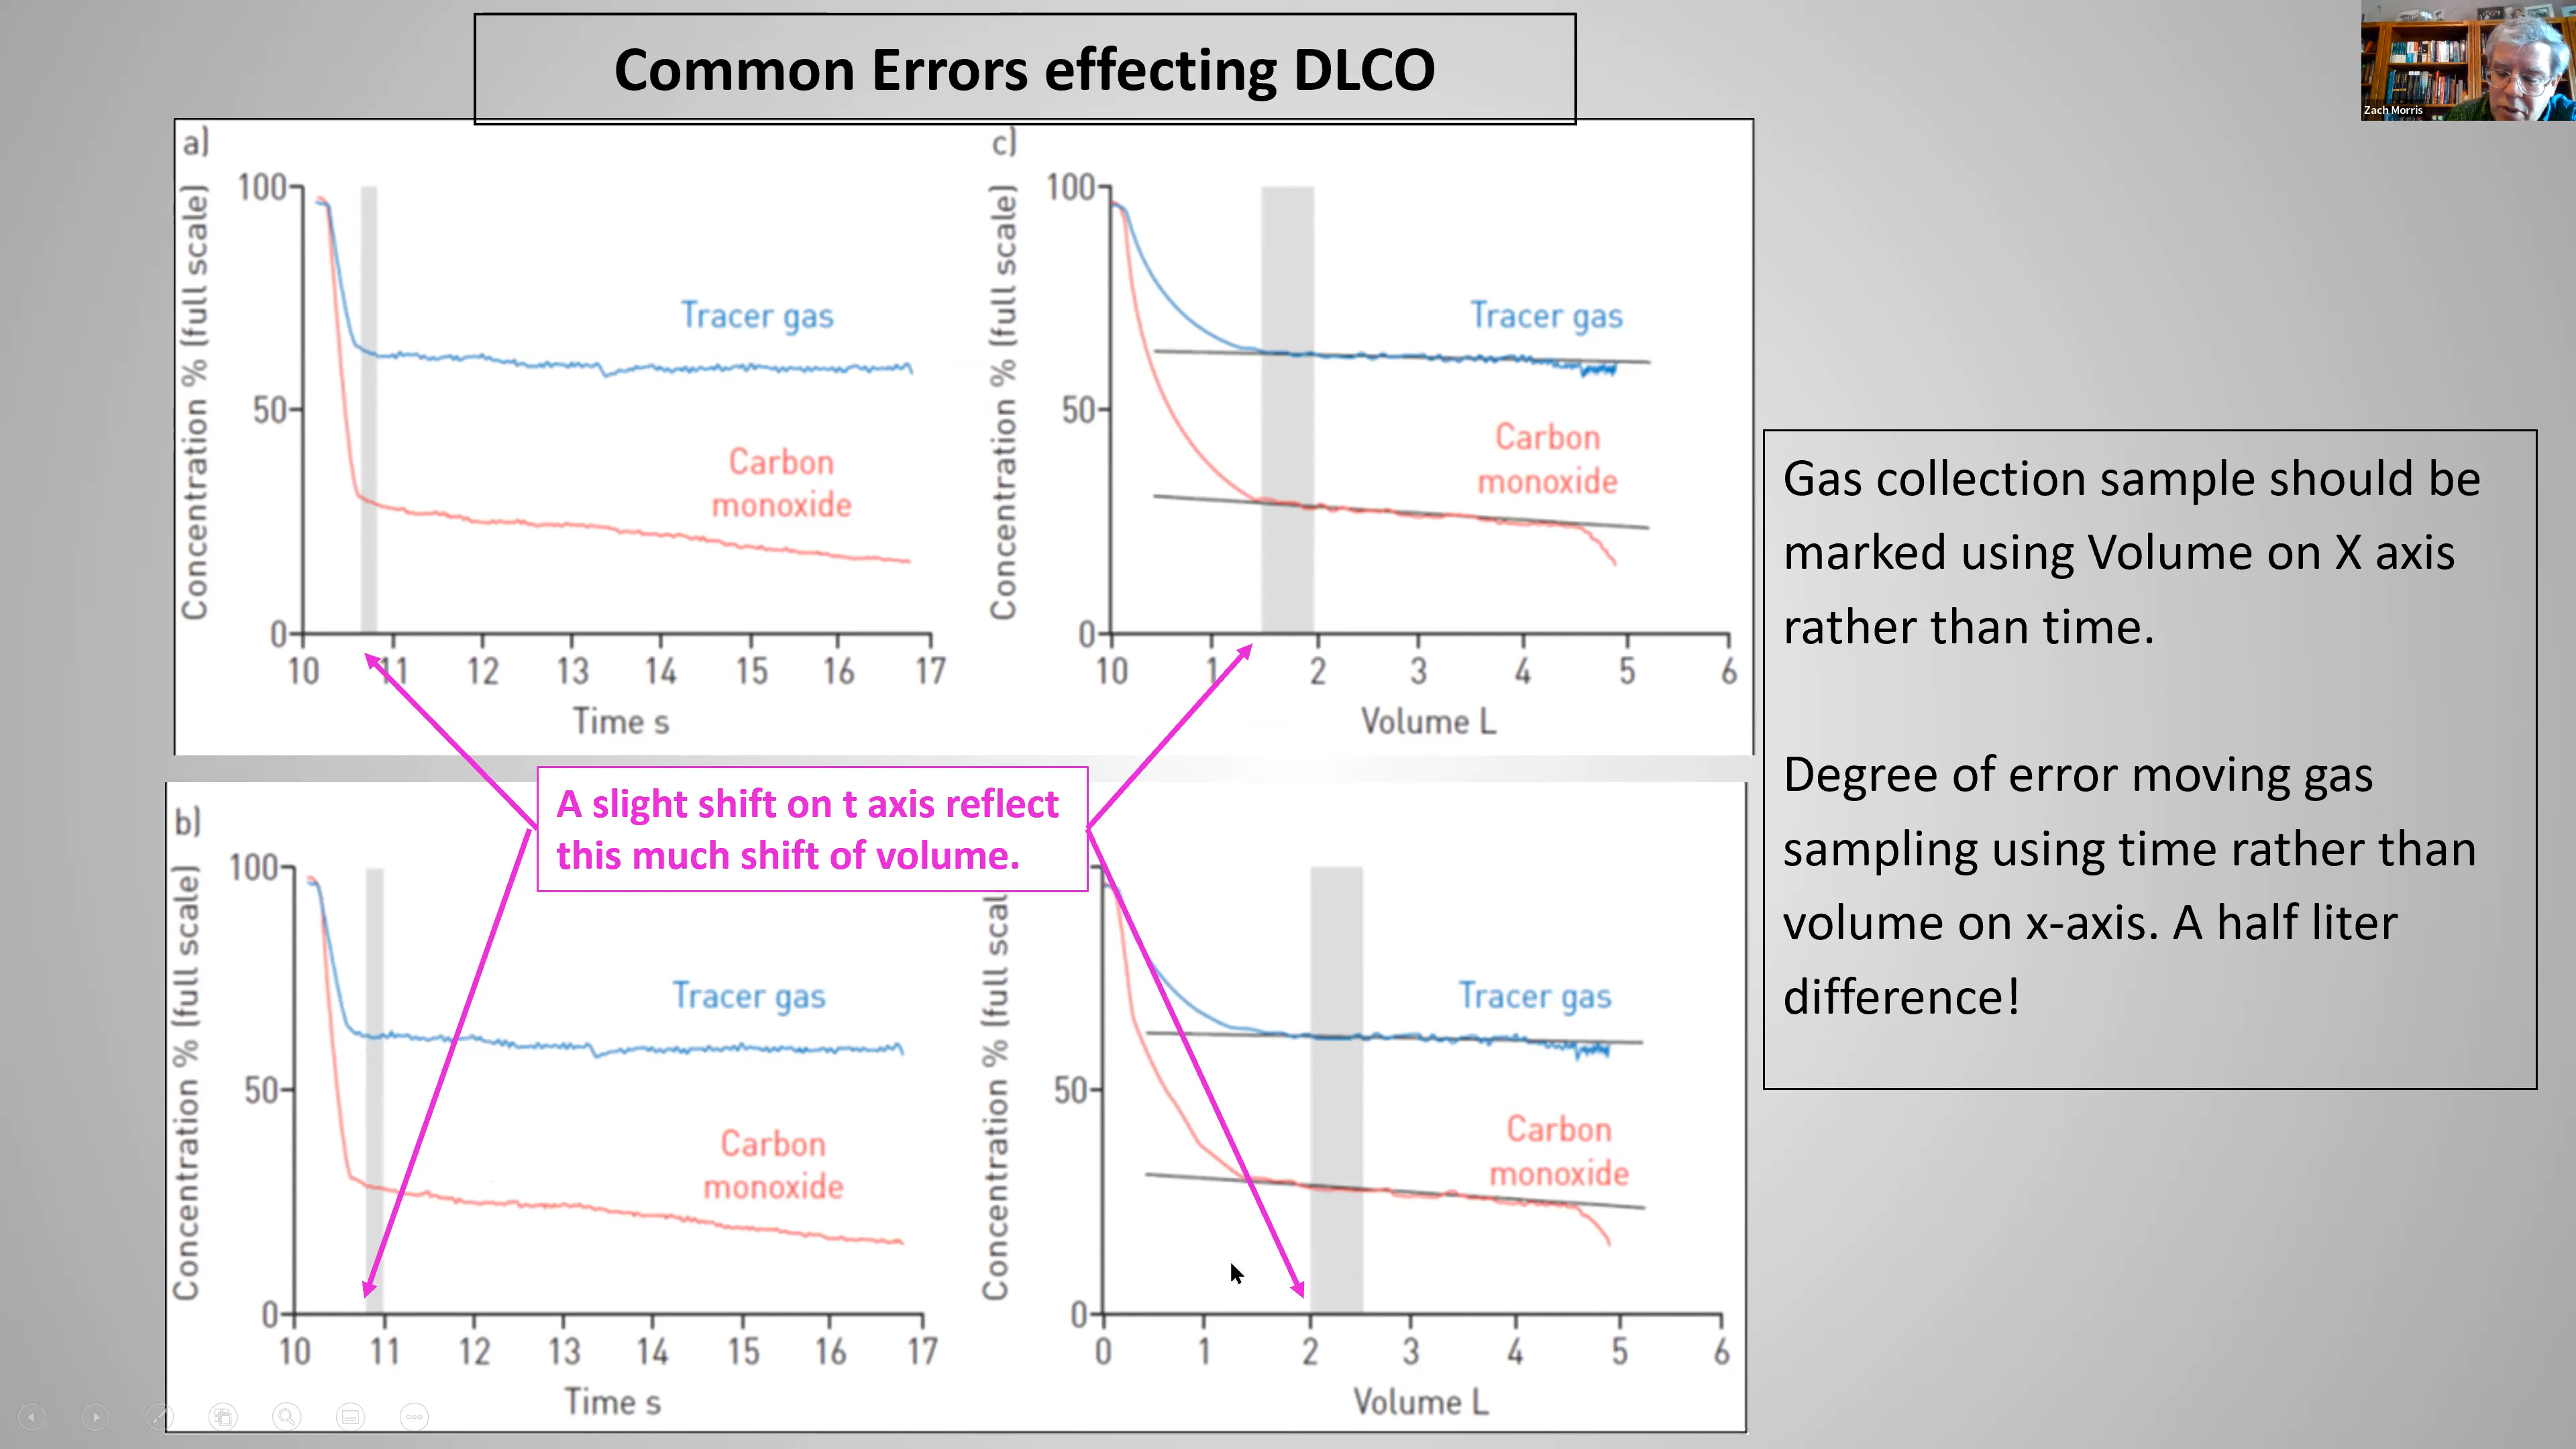 Common Errors effecting DLCO
Zach Morris
a)
Concentration % (full scale)
100
50
0
Tracer gas
Carbon
monoxide
10 11 12 13 14 15 16 17
Time s
c)
Concentration % (full scale)
100
50
0
Tracer gas
Carbon
monoxide
10 1 2 3 4 5 6
Volume L
A slight shift on t axis reflect
this much shift of volume.
b)
Concentration % (full scale)
100
50
0
Tracer gas
Carbon
monoxide
10 11 12 13 14 15 16 17
Time s
Concentration % (full scal
50
0
Tracer gas
Carbon
monoxide
0 1 2 3 4 5 6
Volume L
Gas collection sample should be
marked using Volume on X axis
rather than time.
Degree of error moving gas
sampling using time rather than
volume on x-axis. A half liter
difference!